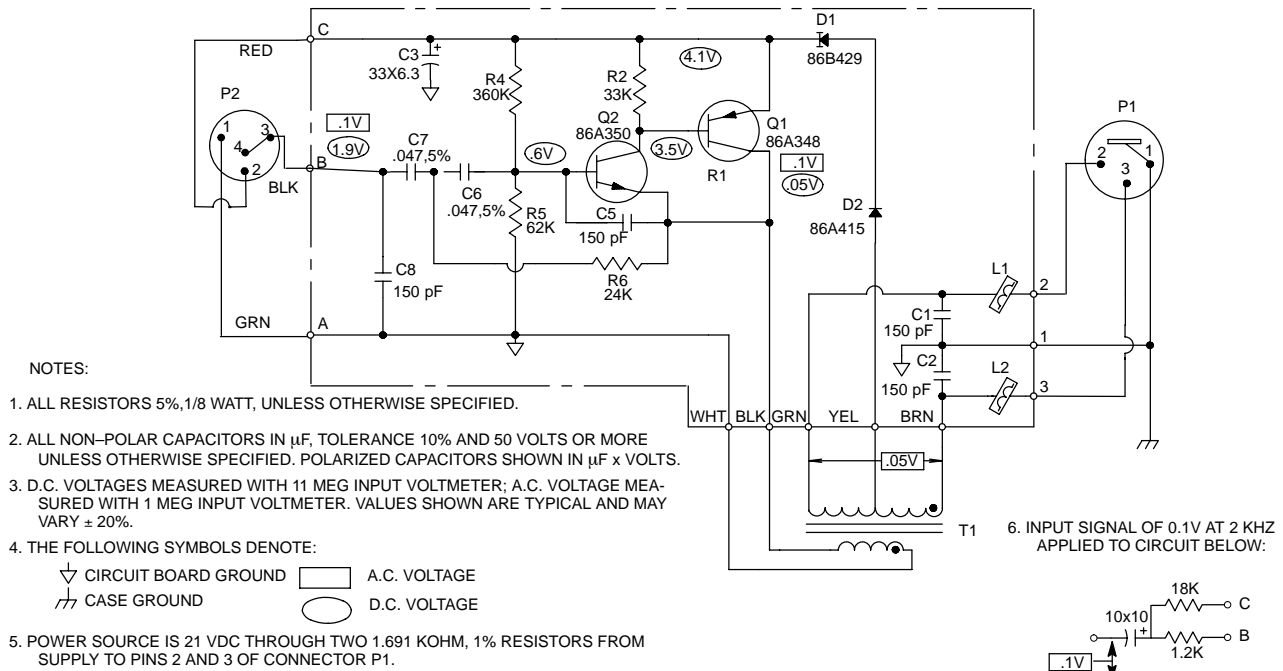 C
D1
RED
C3
+
33X6.3
4.1V
86B429
R4
360K
R2
33K
P2
P1
Q2
86A350
Q1
86A348
1
3
4
2
.1V
1.9V
C7
.047,5%
.6V
3.5V
2
1
3
B
BLK
R1
.1V
.05V
C6
.047,5%
R5
62K
C5
150 pF
D2
86A415
C8
150 pF
R6
24K
L1
2
GRN
A
C1
150 pF
1
NOTES:
C2
150 pF
L2
3
1. ALL RESISTORS 5%,1/8 WATT, UNLESS OTHERWISE SPECIFIED.
WHT BLK GRN YEL BRN
2. ALL NON–POLAR CAPACITORS IN µF, TOLERANCE 10% AND 50 VOLTS OR MORE
UNLESS OTHERWISE SPECIFIED. POLARIZED CAPACITORS SHOWN IN µF x VOLTS.
.05V
3. D.C. VOLTAGES MEASURED WITH 11 MEG INPUT VOLTMETER; A.C. VOLTAGE MEA-
SURED WITH 1 MEG INPUT VOLTMETER. VALUES SHOWN ARE TYPICAL AND MAY
VARY ± 20%.
T1
6. INPUT SIGNAL OF 0.1V AT 2 KHZ
APPLIED TO CIRCUIT BELOW:
4. THE FOLLOWING SYMBOLS DENOTE:
CIRCUIT BOARD GROUND
A.C. VOLTAGE
CASE GROUND
D.C. VOLTAGE
18K
C
10x10
+
B
1.2K
.1V
5. POWER SOURCE IS 21 VDC THROUGH TWO 1.691 KOHM, 1% RESISTORS FROM
SUPPLY TO PINS 2 AND 3 OF CONNECTOR P1.